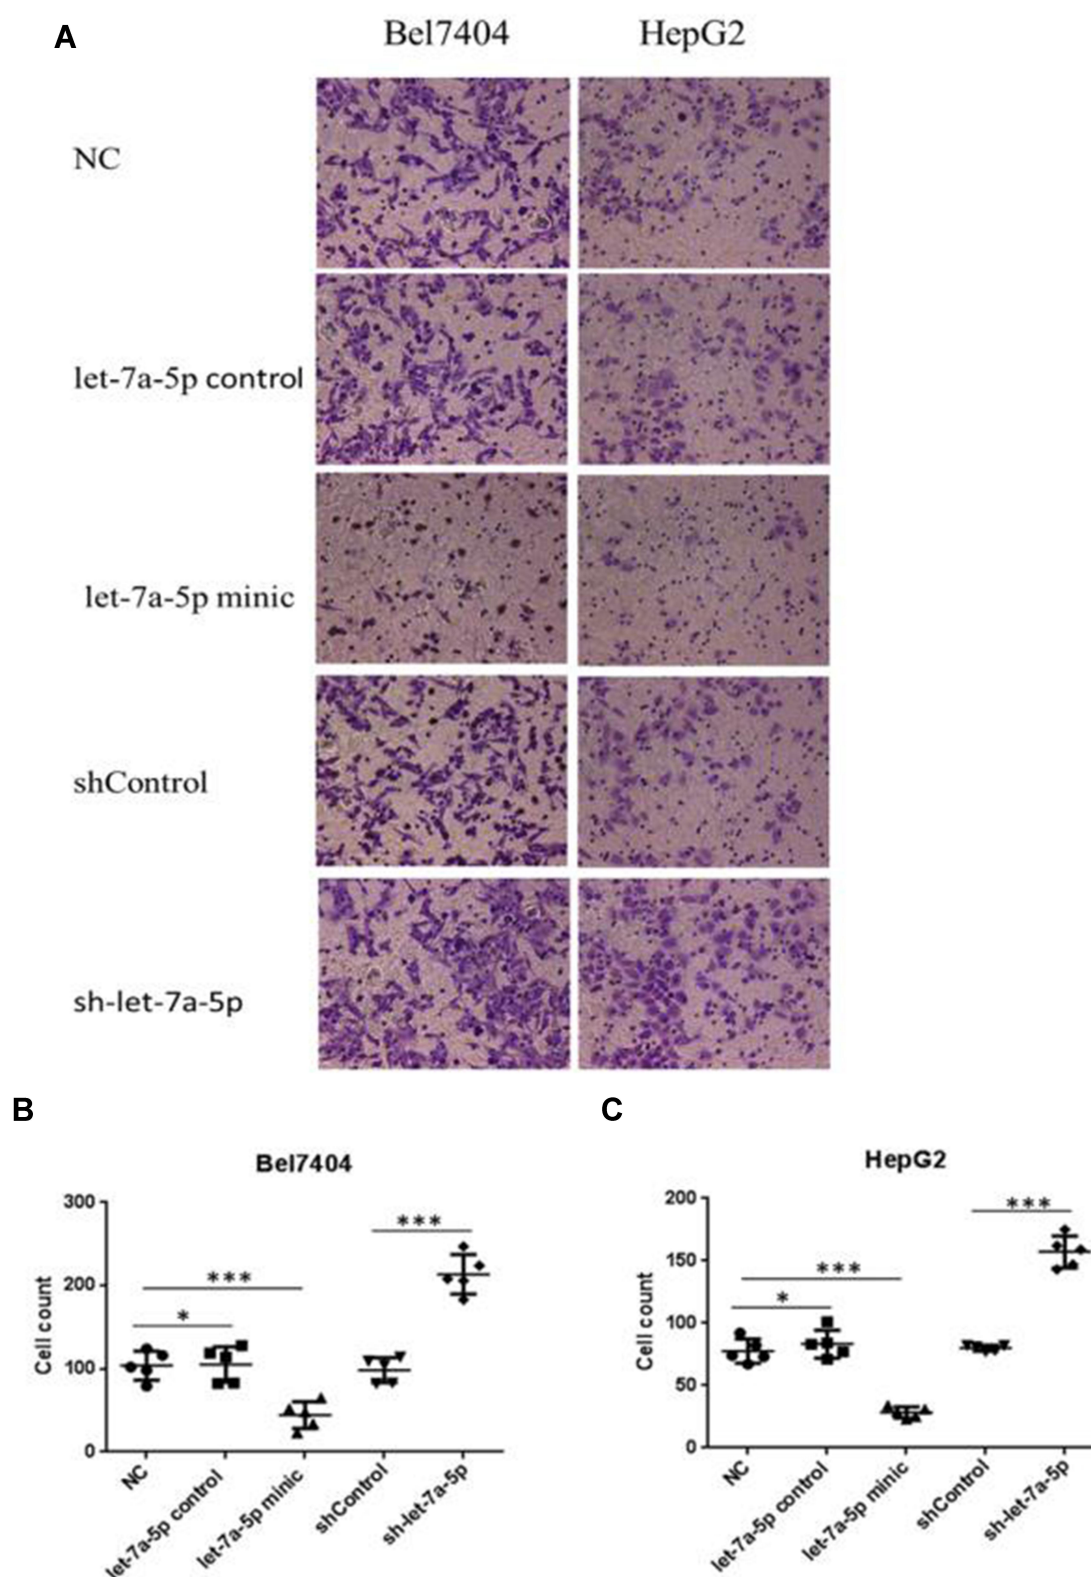 A
Bel7404 HepG2
NC
let-7a-5p control
let-7a-5p minic
shControl
sh-let-7a-5p
B
Bel7404
Cell count
300
200
100
0
***
*
***
NC
let-7a-5p control
let-7a-5p minic
shControl
sh-let-7a-5p
C
HepG2
Cell count
200
150
100
50
0
***
***
*
NC
let-7a-5p control
let-7a-5p minic
shControl
sh-let-7a-5p